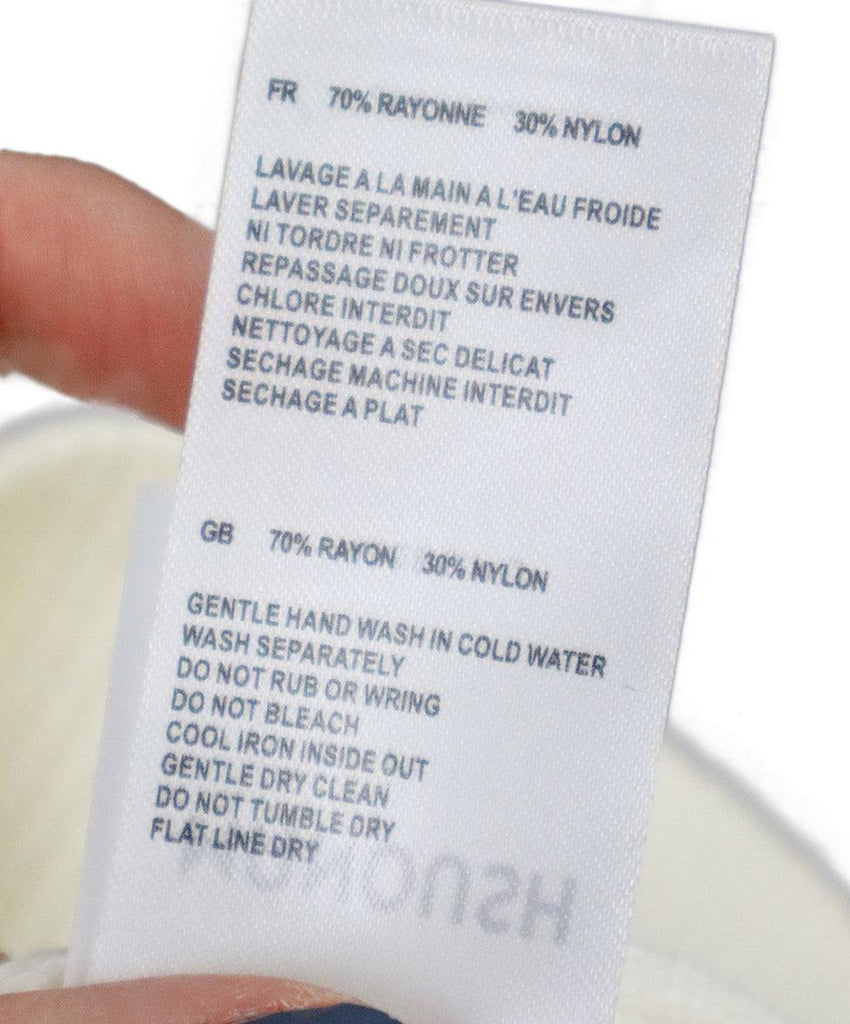 FR 70% RAYONNE 30% NYLON
LAVAGE A LA MAIN A L'EAU FROIDE
LAVER SEPAREMENT
NI TORDRE NI FROTTER
REPASSAGE DOUX SUR ENVERS
CHLORE INTERDIT
NETTOYAGE A SEC DELICAT
SECHAGE MACHINE INTERDIT
SECHAGE A PLAT
GB 70% RAYON 30% NYLON
GENTLE HAND WASH IN COLD WATER
WASH SEPARATELY
DO NOT RUB OR WRING
DO NOT BLEACH
COOL IRON INSIDE OUT
GENTLE DRY CLEAN
DO NOT TUMBLE DRY
FLAT LINE DRY